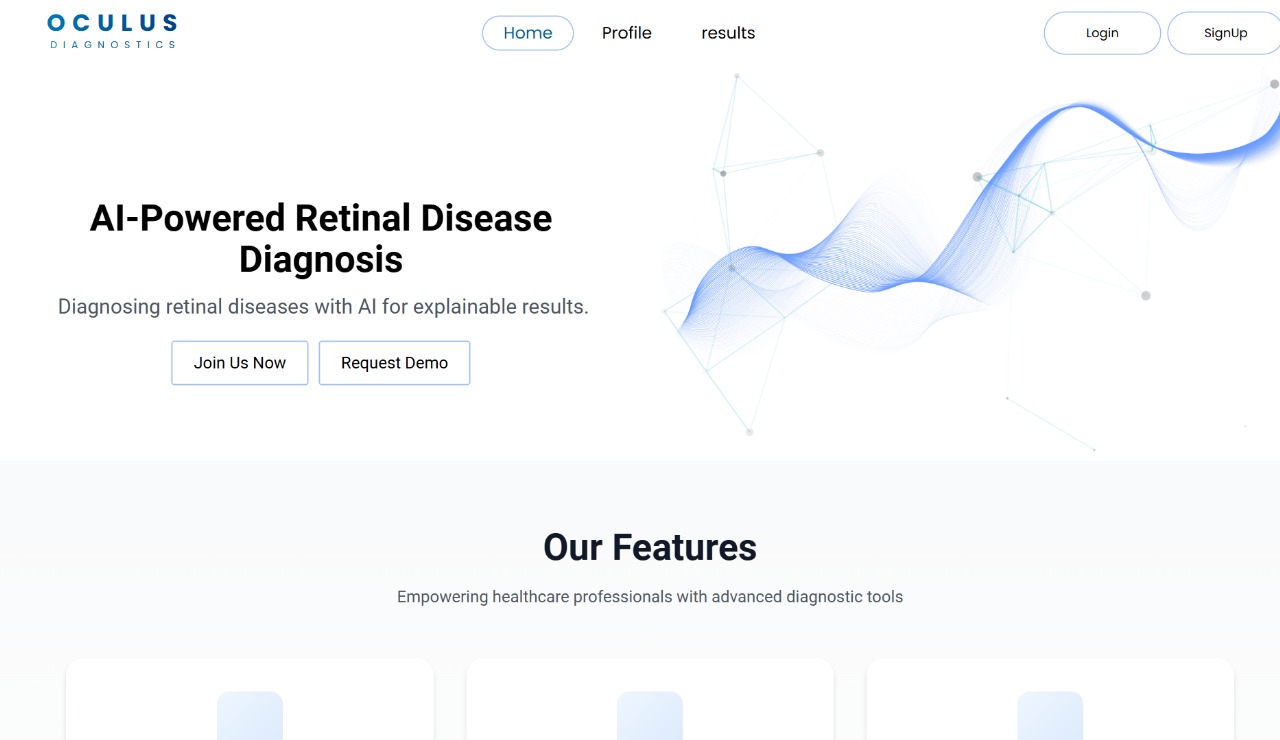 OCULUS
DIAGNOSTICS
Home
Profile
results
Login
SignUp
AI-Powered Retinal Disease
Diagnosis
Diagnosing retinal diseases with AI for explainable results.
Join Us Now
Request Demo
Our Features
Empowering healthcare professionals with advanced diagnostic tools